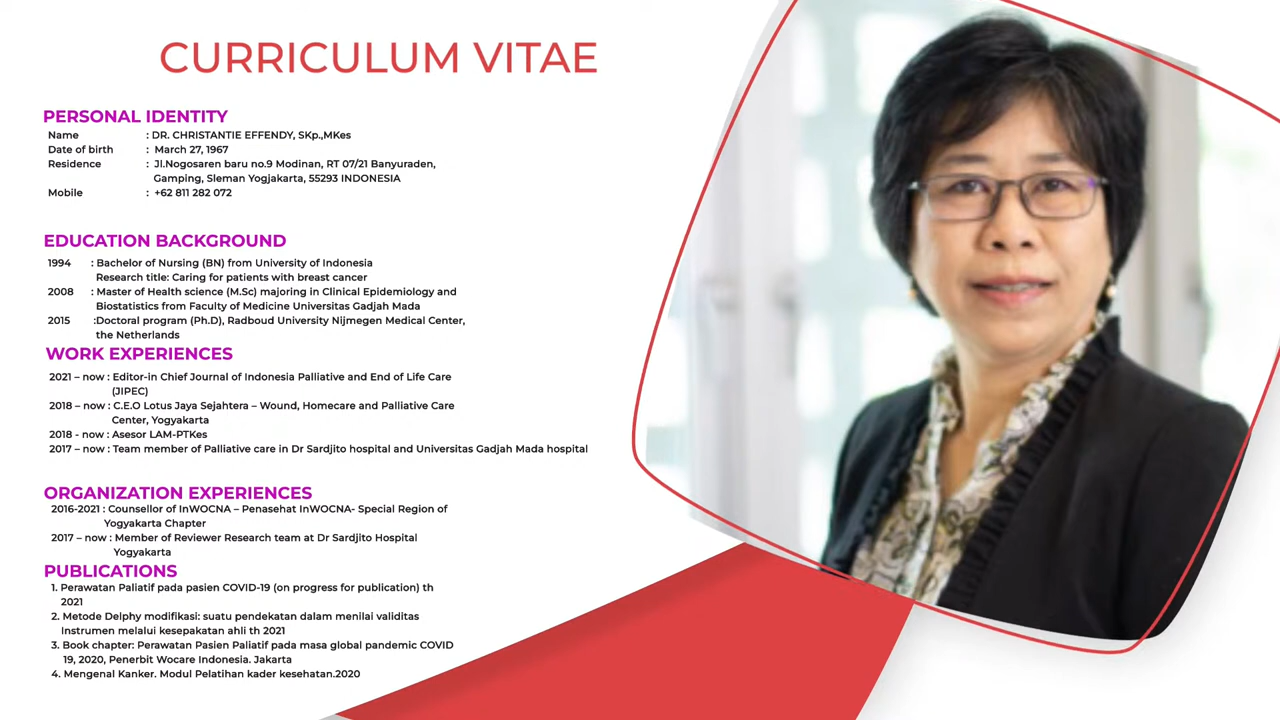 CURRICULUM VITAE
PERSONAL IDENTITY
Name : DR. CHRISTANTIE EFFENDY, SKp.,MKes
Date of birth : March 27, 1967
Residence : Jl.Nogosaren baru no.9 Modinan, RT 07/21 Banyuraden,
Gamping, Sleman Yogjakarta, 55293 INDONESIA
Mobile : +62 811 282 072
EDUCATION BACKGROUND
1994 : Bachelor of Nursing (BN) from University of Indonesia
Research title: Caring for patients with breast cancer
2008 : Master of Health science (M.Sc) majoring in Clinical Epidemiology and
Biostatistics from Faculty of Medicine Universitas Gadjah Mada
2015 :Doctoral program (Ph.D), Radboud University Nijmegen Medical Center,
the Netherlands
WORK EXPERIENCES
2021 – now : Editor-in Chief Journal of Indonesia Palliative and End of Life Care
(JIPEC)
2018 – now : C.E.O Lotus Jaya Sejahtera – Wound, Homecare and Palliative Care
Center, Yogyakarta
2018 - now : Asesor LAM-PTKes
2017 – now : Team member of Palliative care in Dr Sardjito hospital and Universitas Gadjah Mada hospital
ORGANIZATION EXPERIENCES
2016-2021 : Counsellor of InWOCNA – Penasehat InWOCNA- Special Region of
Yogyakarta Chapter
2017 – now : Member of Reviewer Research team at Dr Sardjito Hospital
Yogyakarta
PUBLICATIONS
1. Perawatan Paliatif pada pasien COVID-19 (on progress for publication) th
2021
2. Metode Delphy modifikasi: suatu pendekatan dalam menilai validitas
Instrumen melalui kesepakatan ahli th 2021
3. Book chapter: Perawatan Pasien Paliatif pada masa global pandemic COVID
19, 2020, Penerbit Wocare Indonesia. Jakarta
4. Mengenal Kanker. Modul Pelatihan kader kesehatan.2020